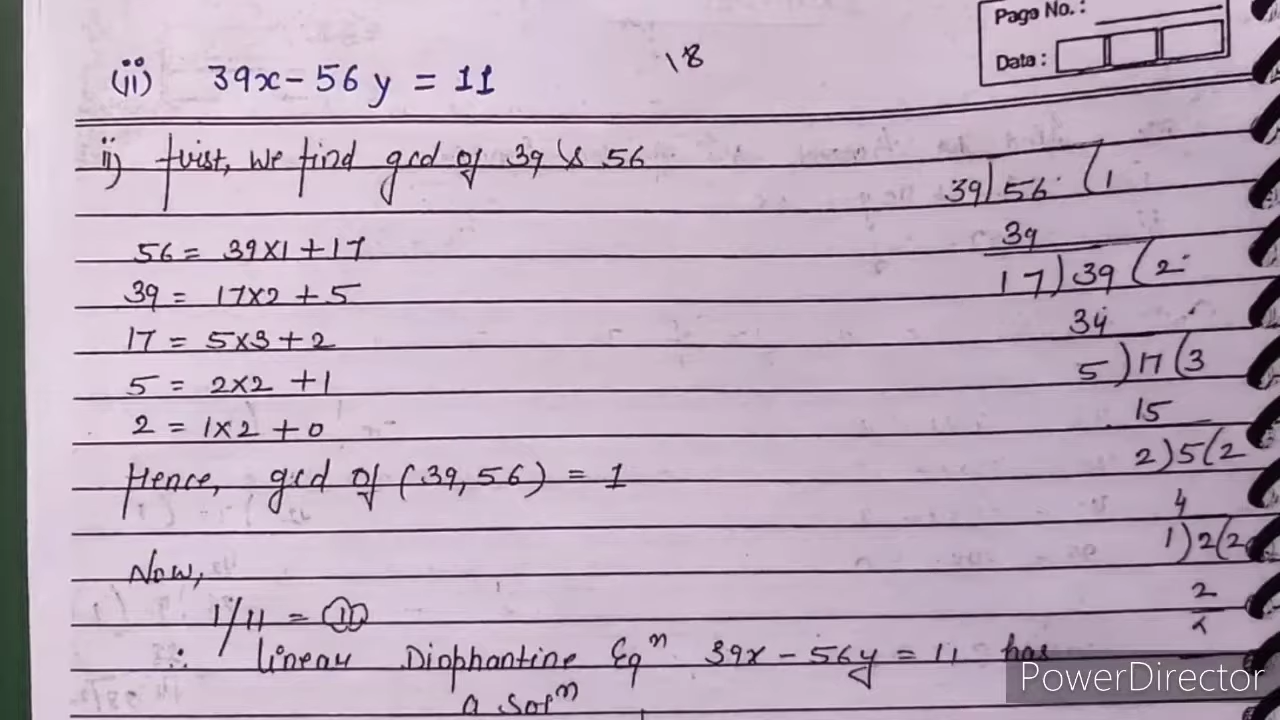 Page No.:
Date:
18
(ii) 39x - 56y = 11
ii) first, we find gcd of 39 & 56
56 = 39x1 + 17
39 = 17x2 + 5
17 = 5x3 + 2
5 = 2x2 + 1
2 = 1x2 + 0
Hence, gcd of (39, 56) = 1
39) 56 (1
39
17) 39 (2
34
5) 17 (3
15
2) 5 (2
4
1) 2 (2
2
x
Now,
1/11 = 11
∴ linear Diophantine Eqⁿ 39x - 56y = 11 has
a solⁿ
PowerDirector